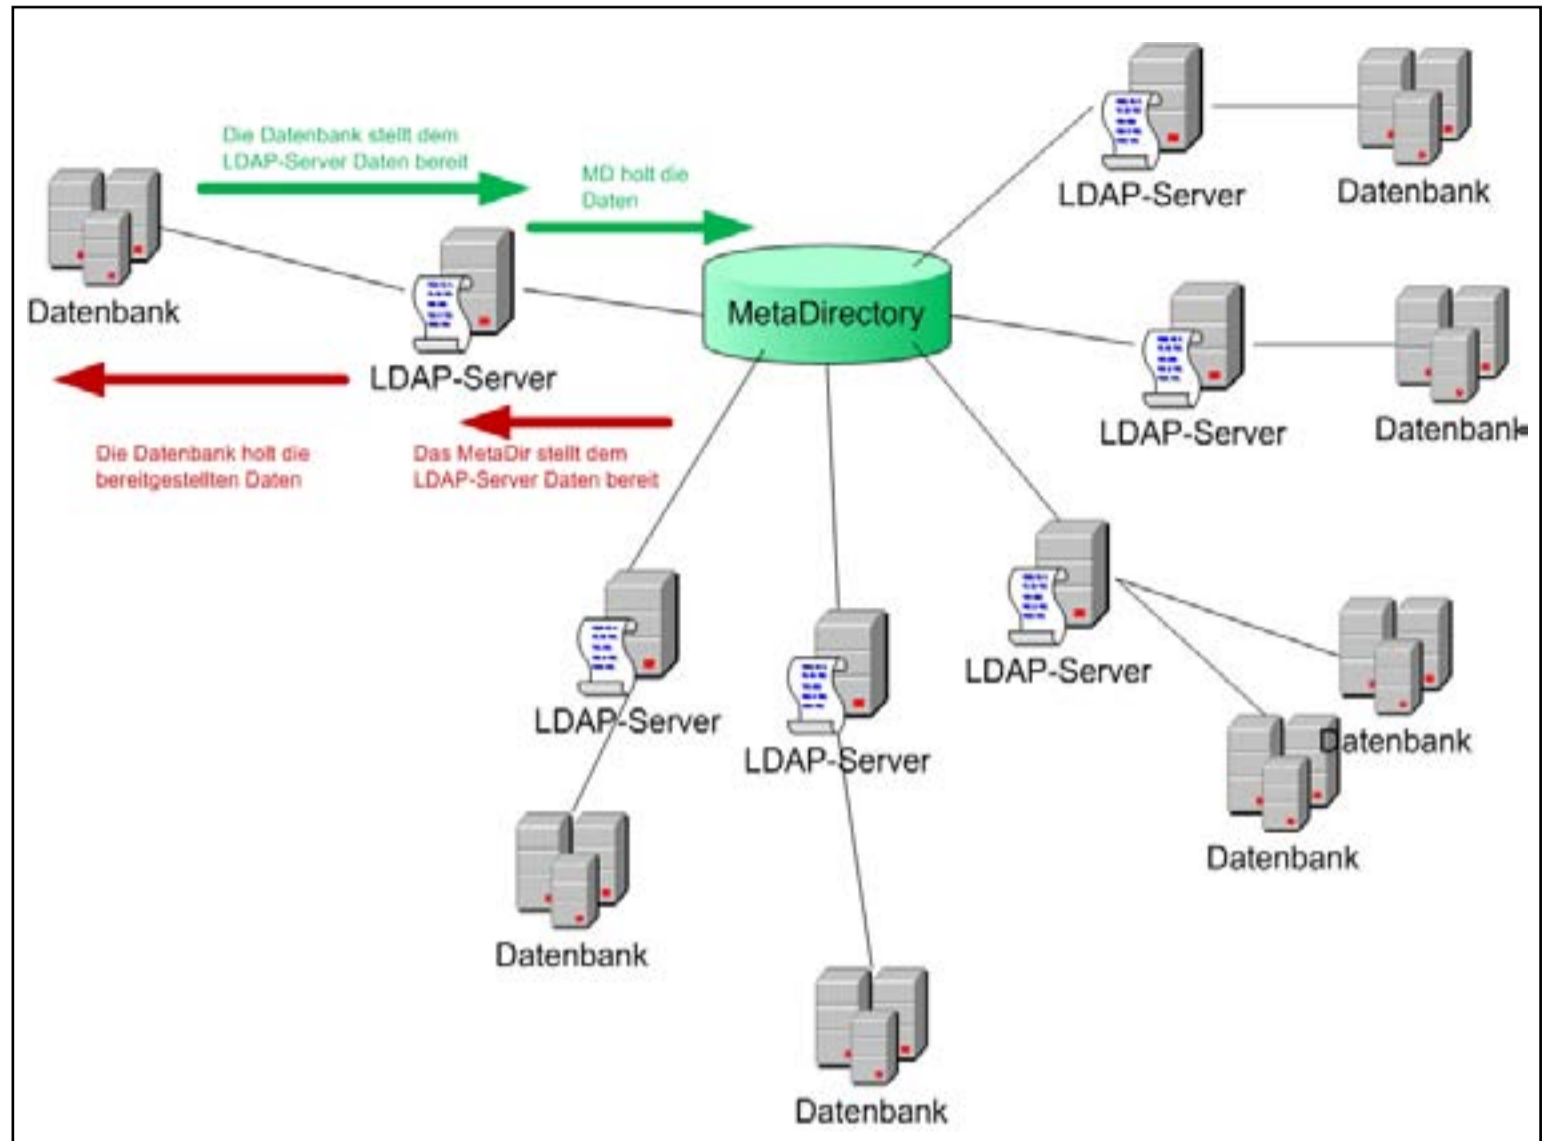 Die Datenbank stellt dem
LDAP-Server Daten bereit
MD holt die
Daten
LDAP-Server
Datenbank
Datenbank
MetaDirectory
LDAP-Server
LDAP-Server
Datenbank
Die Datenbank holt die
bereitgestellten Daten
Das MetaDir stellt dem
LDAP-Server Daten bereit
LDAP-Server
LDAP-Server
LDAP-Server
Datenbank
Datenbank
Datenbank
Datenbank